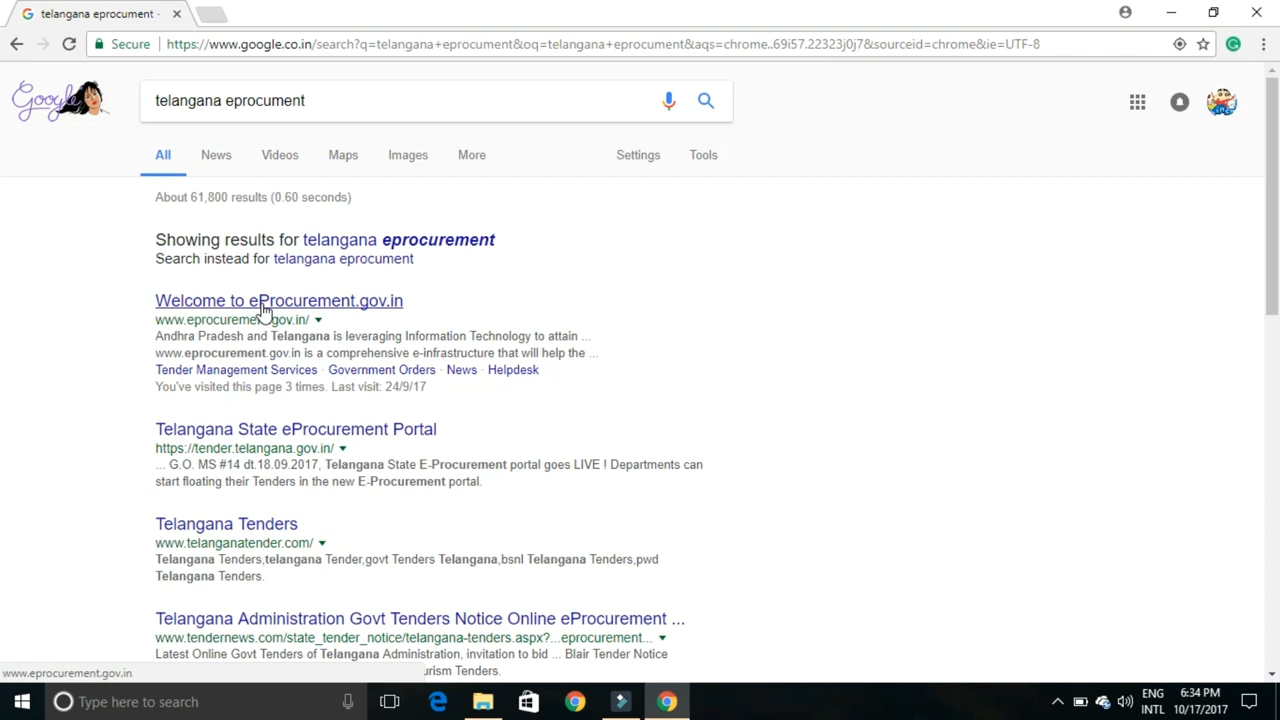 telangana eprocument -
Secure https://www.google.co.in/search?q=telangana+eprocument&oq=telangana+eprocument&aqs=chrome..69i57.22323j0j7&sourceid=chrome&ie=UTF-8
Google
telangana eprocument
All News Videos Maps Images More Settings Tools
About 61,800 results (0.60 seconds)
Showing results for telangana eprocurement
Search instead for telangana eprocument
Welcome to eProcurement.gov.in
www.eprocurement.gov.in/
Andhra Pradesh and Telangana is leveraging Information Technology to attain ...
www.eprocurement.gov.in is a comprehensive e-infrastructure that will help the ...
Tender Management Services · Government Orders · News · Helpdesk
You've visited this page 3 times. Last visit: 24/9/17
Telangana State eProcurement Portal
https://tender.telangana.gov.in/
... G.O. MS #14 dt.18.09.2017, Telangana State E-Procurement portal goes LIVE ! Departments can
start floating their Tenders in the new E-Procurement portal.
Telangana Tenders
www.telanganatender.com/
Telangana Tenders,telangana Tender,govt Tenders Telangana,bsnl Telangana Tenders,pwd
Telangana Tenders.
Telangana Administration Govt Tenders Notice Online eProcurement ...
www.tendernews.com/state_tender_notice/telangana-tenders.aspx?...eprocurement...
Latest Online Govt Tenders of Telangana Administration, invitation to bid ... Blair Tender Notice
urism Tenders.
www.eprocurement.gov.in
Type here to search
ENG 6:34 PM
INTL 10/17/2017